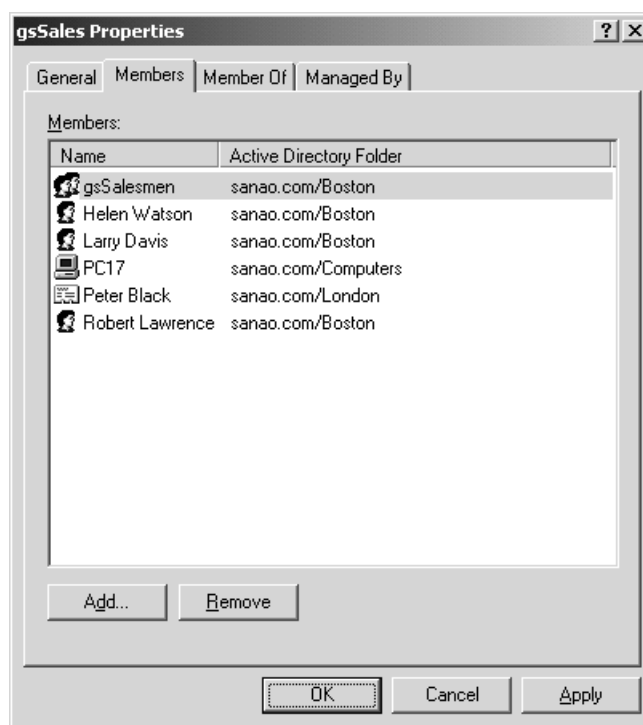 gsSales Properties
General Members Member Of Managed By
Members:
Name Active Directory Folder
gsSalesmen sanao.com/Boston
Helen Watson sanao.com/Boston
Larry Davis sanao.com/Boston
PC17 sanao.com/Computers
Peter Black sanao.com/London
Robert Lawrence sanao.com/Boston
Add... Remove
OK Cancel Apply